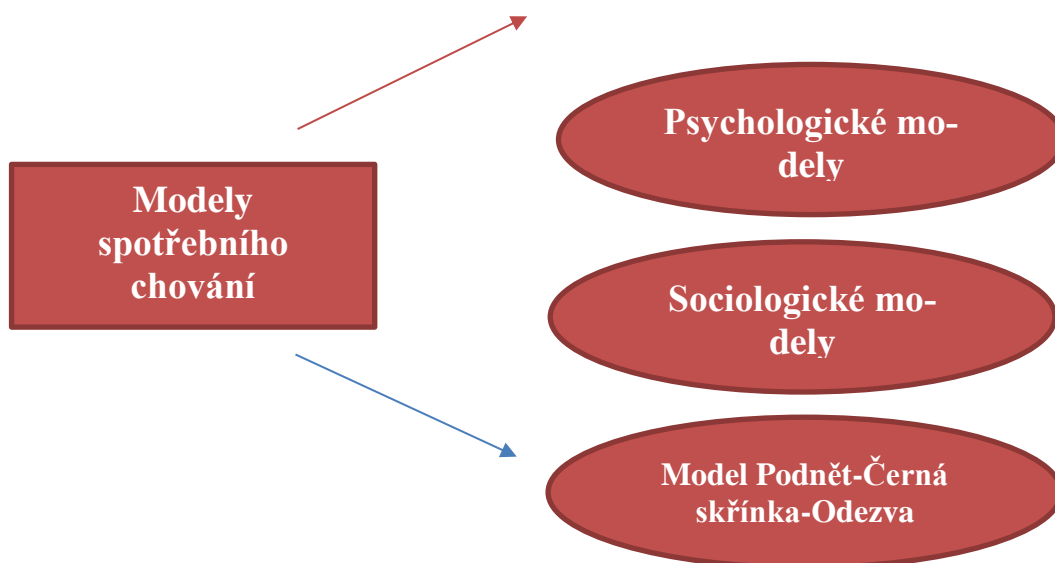 Modely
spotřebního
chování
Psychologické mo-
dely
Sociologické mo-
dely
Model Podnět-Černá
skřínka-Odezva